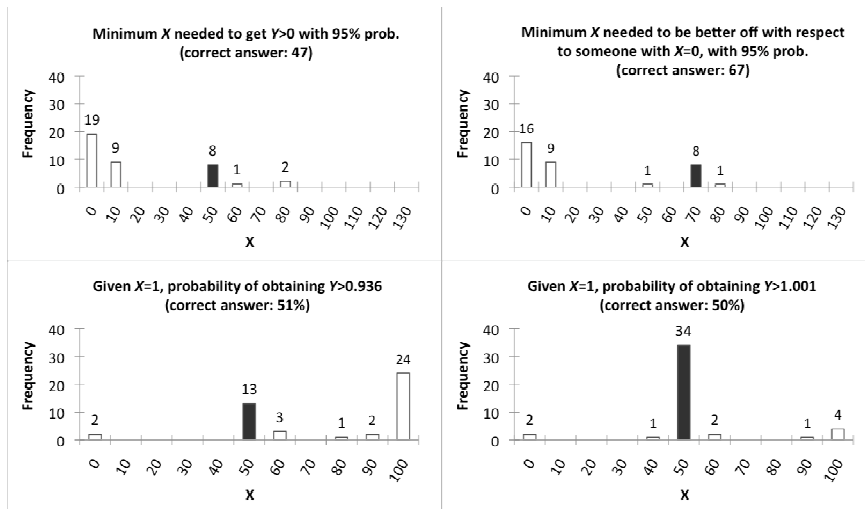 Minimum X needed to get Y>0 with 95% prob.
(correct answer: 47)
Frequency
40
30
20
10
0
19
9
8
1
2
0 10 20 30 40 50 60 70 80 90 100 110 120 130
X
Minimum X needed to be better off with respect
to someone with X=0, with 95% prob.
(correct answer: 67)
Frequency
40
30
20
10
0
16
9
1
8
1
0 10 20 30 40 50 60 70 80 90 100 110 120 130
X
Given X=1, probability of obtaining Y>0.936
(correct answer: 51%)
Frequency
40
30
20
10
0
2
13
3
1
2
24
0 10 20 30 40 50 60 70 80 90 100
X
Given X=1, probability of obtaining Y>1.001
(correct answer: 50%)
Frequency
40
30
20
10
0
2
1
34
2
1
4
0 10 20 30 40 50 60 70 80 90 100
X